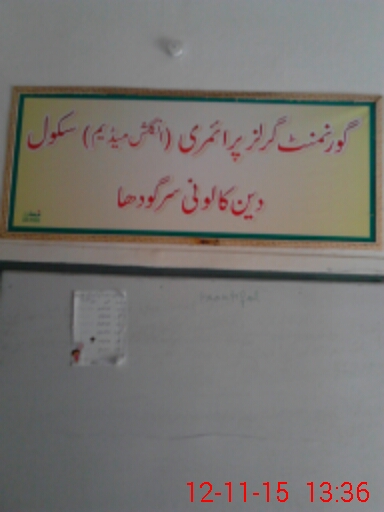 گورنمنٹ گرلز پرائمری (انگلش میڈیم) سکول
دین کالونی سرگودھا
12-11-15 13:36